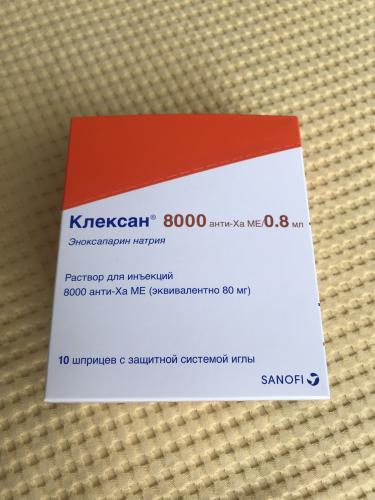 Клексан® 8000 анти-Ха МЕ/0.8 мл
Эноксапарин натрия
Раствор для инъекций
8000 анти-Ха МЕ (эквивалентно 80 мг)
10 шприцев с защитной системой иглы
SANOFI